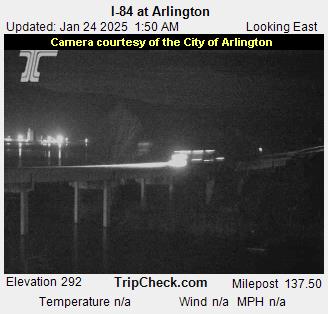 I-84 at Arlington
Updated: Jan 24 2025 1:50 AM Looking East
Camera courtesy of the City of Arlington
Elevation 292 TripCheck.com Milepost 137.50
Temperature n/a Wind n/a MPH n/a